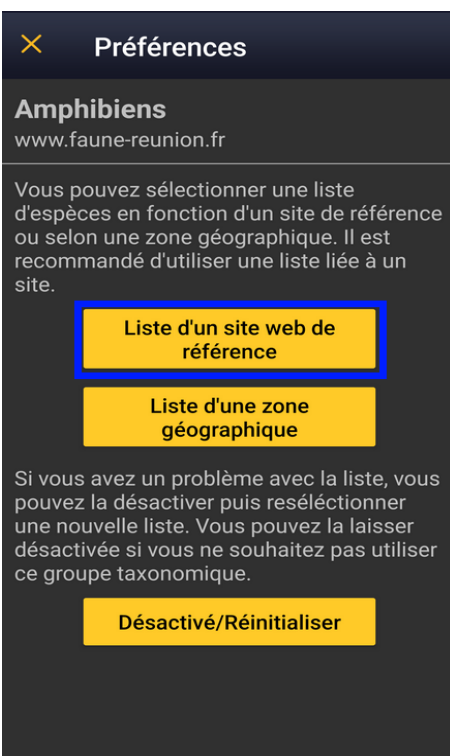 Préférences
Amphibiens
www.faune-reunion.fr
Vous pouvez sélectionner une liste
d'espèces en fonction d'un site de référence
ou selon une zone géographique. Il est
recommandé d'utiliser une liste liée à un
site.
Liste d'un site web de
référence
Liste d'une zone
géographique
Si vous avez un problème avec la liste, vous
pouvez la désactiver puis reséléctionner
une nouvelle liste. Vous pouvez la laisser
désactivée si vous ne souhaitez pas utiliser
ce groupe taxonomique.
Désactivé/Réinitialiser